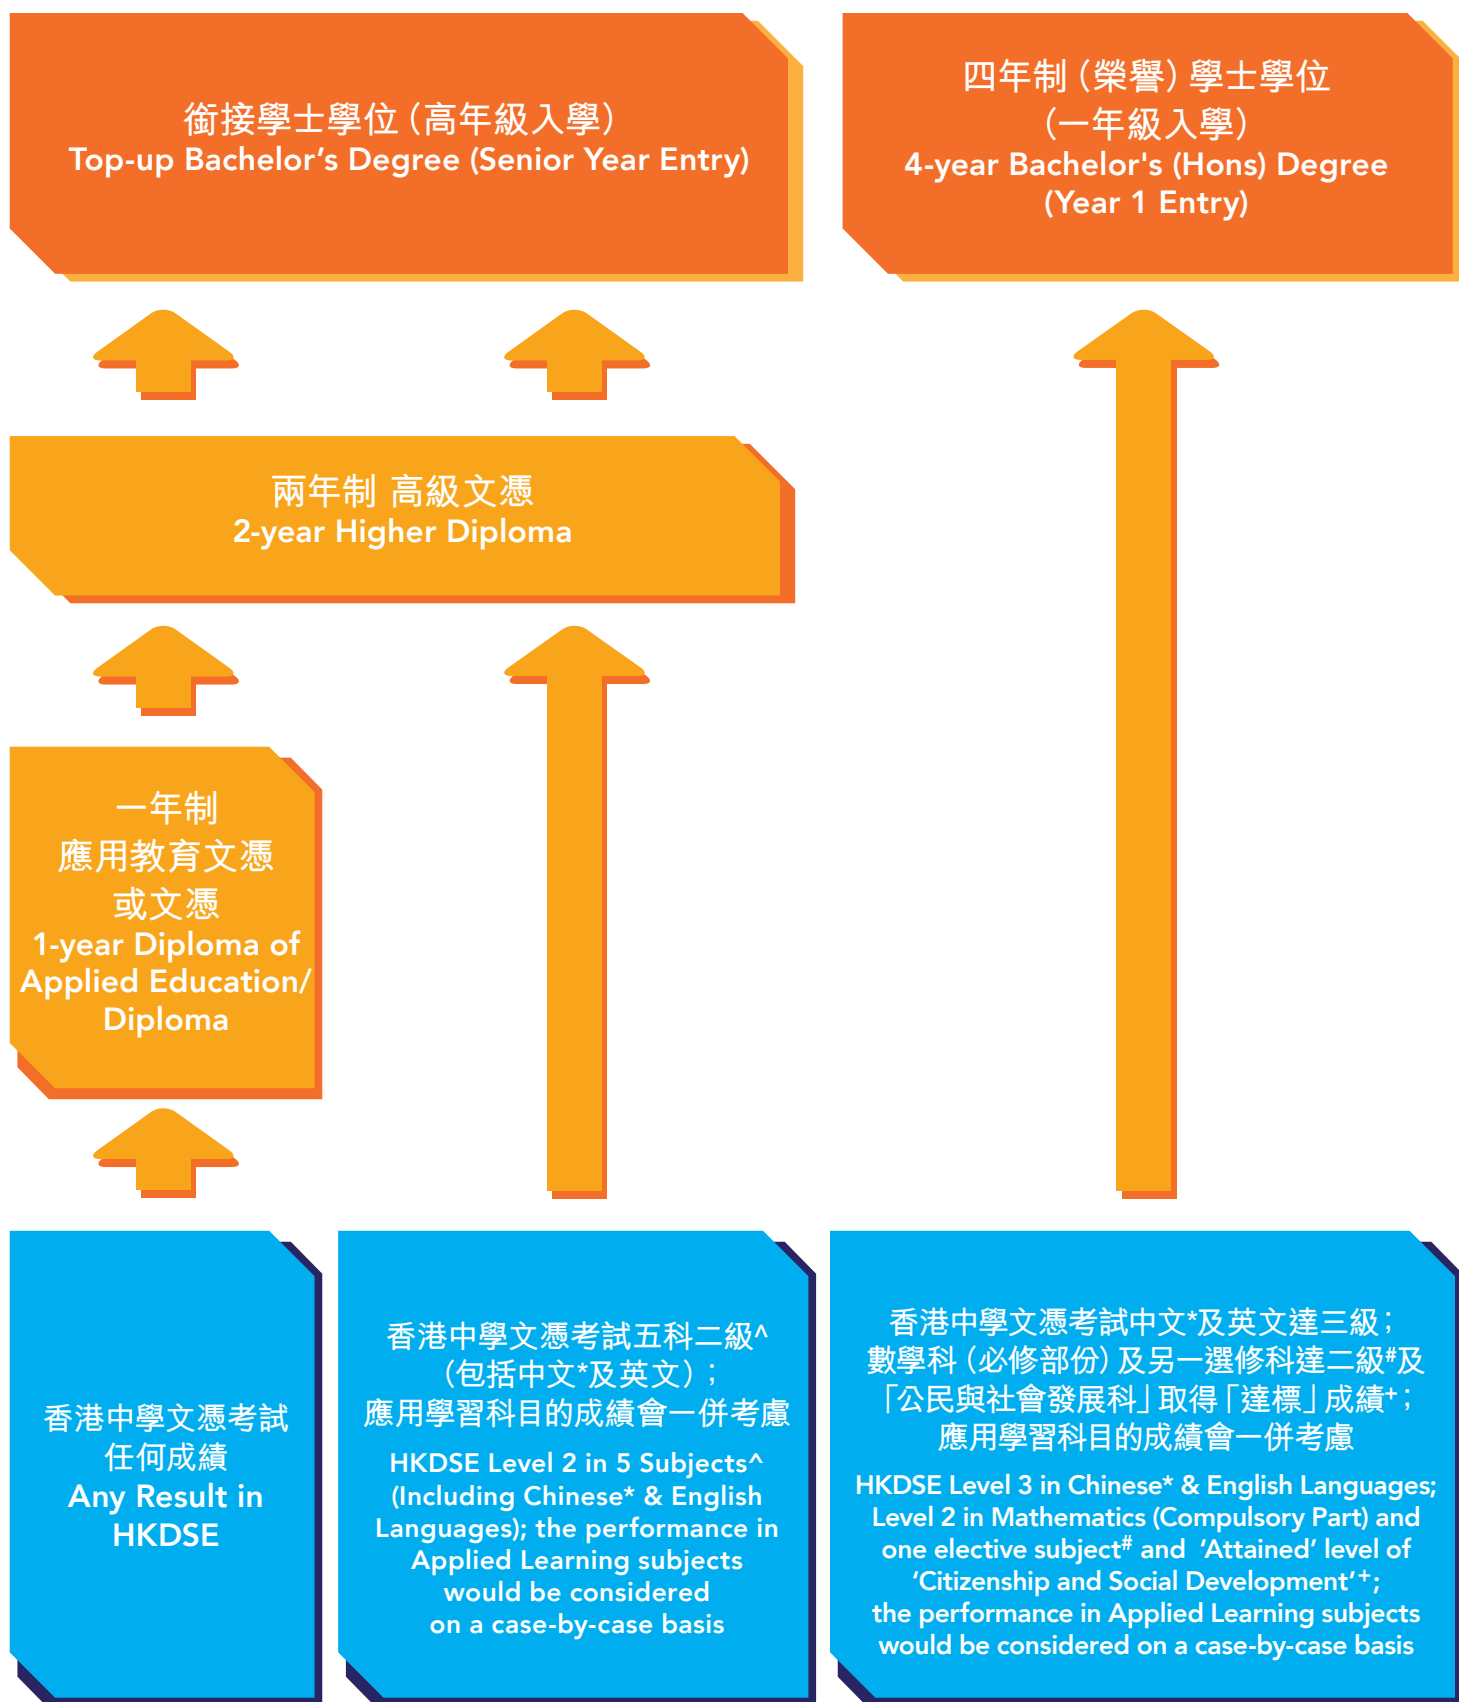 銜接學士學位（高年級入學）
Top-up Bachelor’s Degree (Senior Year Entry)
四年制（榮譽）學士學位
（一年級入學）
4-year Bachelor's (Hons) Degree
(Year 1 Entry)
兩年制 高級文憑
2-year Higher Diploma
一年制
應用教育文憑
或文憑
1-year Diploma of
Applied Education/
Diploma
香港中學文憑考試
任何成績
Any Result in
HKDSE
香港中學文憑考試五科二級^
（包括中文*及英文）；
應用學習科目的成績會一併考慮
HKDSE Level 2 in 5 Subjects^
(Including Chinese* & English
Languages); the performance in
Applied Learning subjects
would be considered
on a case-by-case basis
香港中學文憑考試中文*及英文達三級；
數學科（必修部份）及另一選修科達二級#及
「公民與社會發展科」取得「達標」成績+；
應用學習科目的成績會一併考慮
HKDSE Level 3 in Chinese* & English Languages;
Level 2 in Mathematics (Compulsory Part) and
one elective subject# and ‘Attained’ level of
‘Citizenship and Social Development’+;
the performance in Applied Learning subjects
would be considered on a case-by-case basis